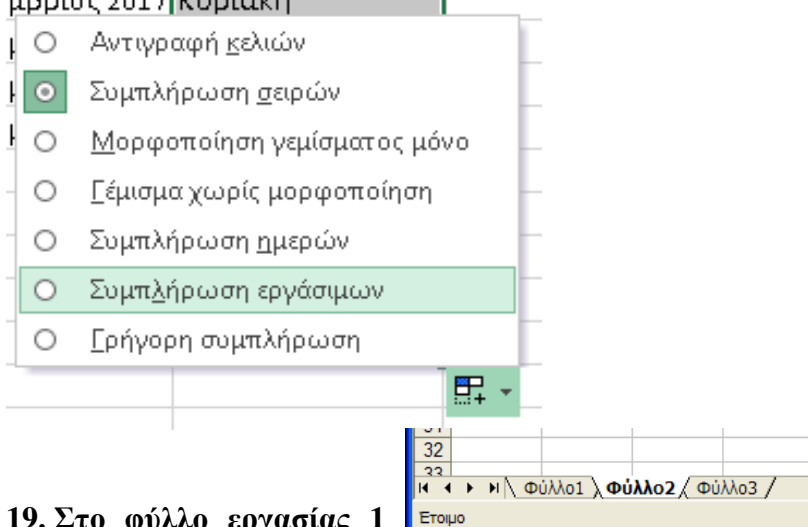 2017 Κυριακή
Αντιγραφή κελιών
Συμπλήρωση σειρών
Μορφοποίηση γεμίσματος μόνο
Γέμισμα χωρίς μορφοποίηση
Συμπλήρωση ημερών
Συμπλήρωση εργάσιμων
Γρήγορη συμπλήρωση
32
33
Φύλλο1 Φύλλο2 Φύλλο3
Έτοιμο
19. Στο φύλλο εργασίας 1